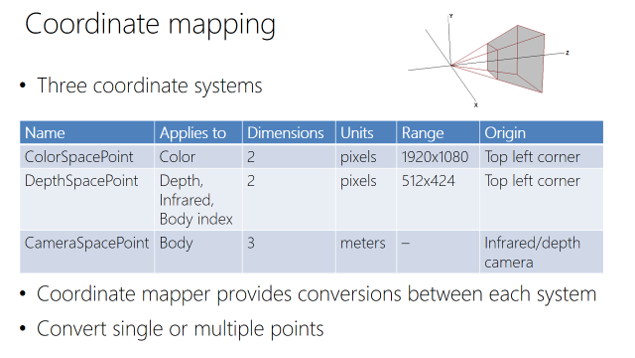 Coordinate mapping
Y
Z
X
• Three coordinate systems
Name Applies to Dimensions Units Range Origin
ColorSpacePoint Color 2 pixels 1920x1080 Top left corner
DepthSpacePoint Depth, 2 pixels 512x424 Top left corner
Infrared,
Body index
CameraSpacePoint Body 3 meters – Infrared/depth
camera
• Coordinate mapper provides conversions between each system
• Convert single or multiple points